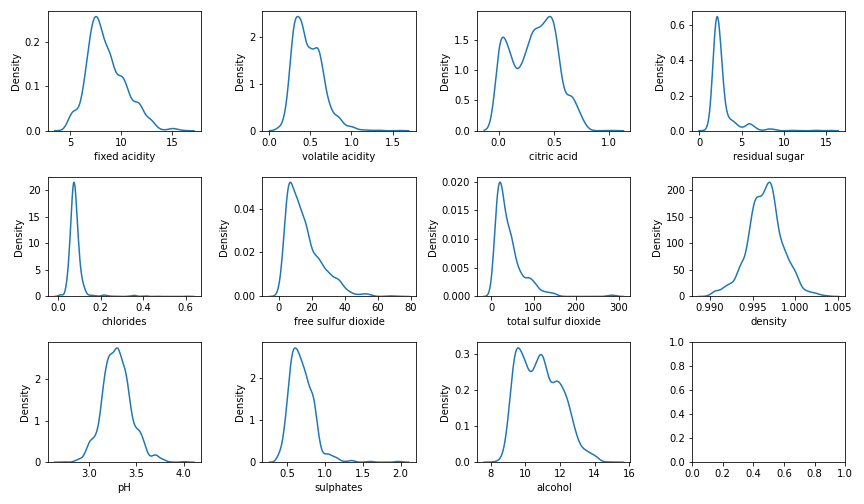 Density
0.2
0.1
0.0
5 10 15
fixed acidity
Density
2
1
0
0.0 0.5 1.0 1.5
volatile acidity
Density
1.5
1.0
0.5
0.0
0.0 0.5 1.0
citric acid
Density
0.6
0.4
0.2
0.0
0 5 10 15
residual sugar
Density
20
15
10
5
0
0.0 0.2 0.4 0.6
chlorides
Density
0.04
0.02
0.00
0 20 40 60 80
free sulfur dioxide
Density
0.020
0.015
0.010
0.005
0.000
0 100 200 300
total sulfur dioxide
Density
200
150
100
50
0
0.990 0.995 1.000 1.005
density
Density
2
1
0
3.0 3.5 4.0
pH
Density
2
1
0
0.5 1.0 1.5 2.0
sulphates
Density
0.3
0.2
0.1
0.0
8 10 12 14 16
alcohol
1.0
0.8
0.6
0.4
0.2
0.0
0.0 0.2 0.4 0.6 0.8 1.0